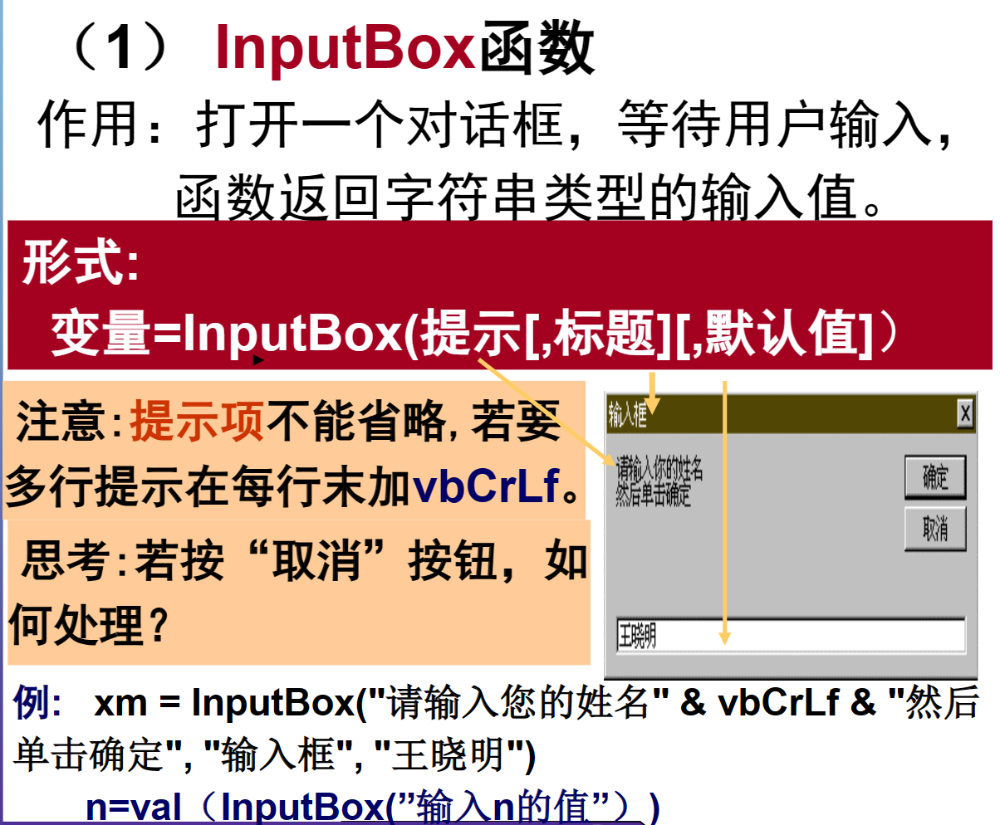 （1） InputBox函数
作用：打开一个对话框，等待用户输入，
函数返回字符串类型的输入值。
形式:
变量=InputBox(提示[,标题][,默认值]）
注意:提示项不能省略,若要
多行提示在每行末加vbCrLf。
思考:若按“取消”按钮，如
何处理？
输入框
请输入你的姓名
然后单击确定
确定
取消
王晓明
例: xm = InputBox("请输入您的姓名" & vbCrLf & "然后
单击确定", "输入框", "王晓明")
n=val（InputBox(”输入n的值”）)